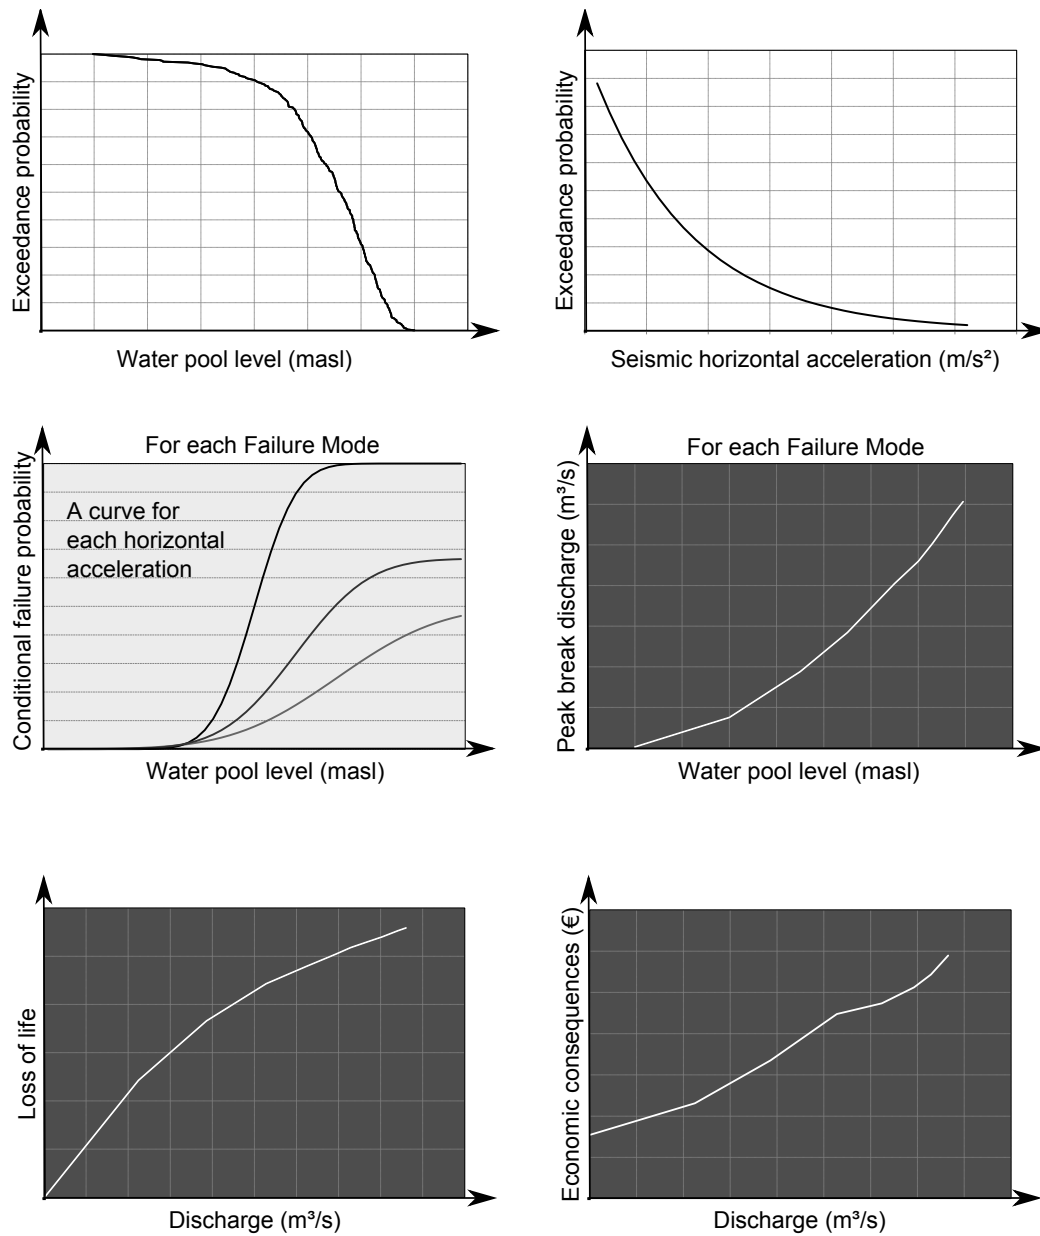 Exceedance probability
Water pool level (masl)
Exceedance probability
Seismic horizontal acceleration (m/s²)
For each Failure Mode
Conditional failure probability
A curve for
each horizontal
acceleration
Water pool level (masl)
For each Failure Mode
Peak break discharge (m³/s)
Water pool level (masl)
Loss of life
Discharge (m³/s)
Economic consequences (€)
Discharge (m³/s)